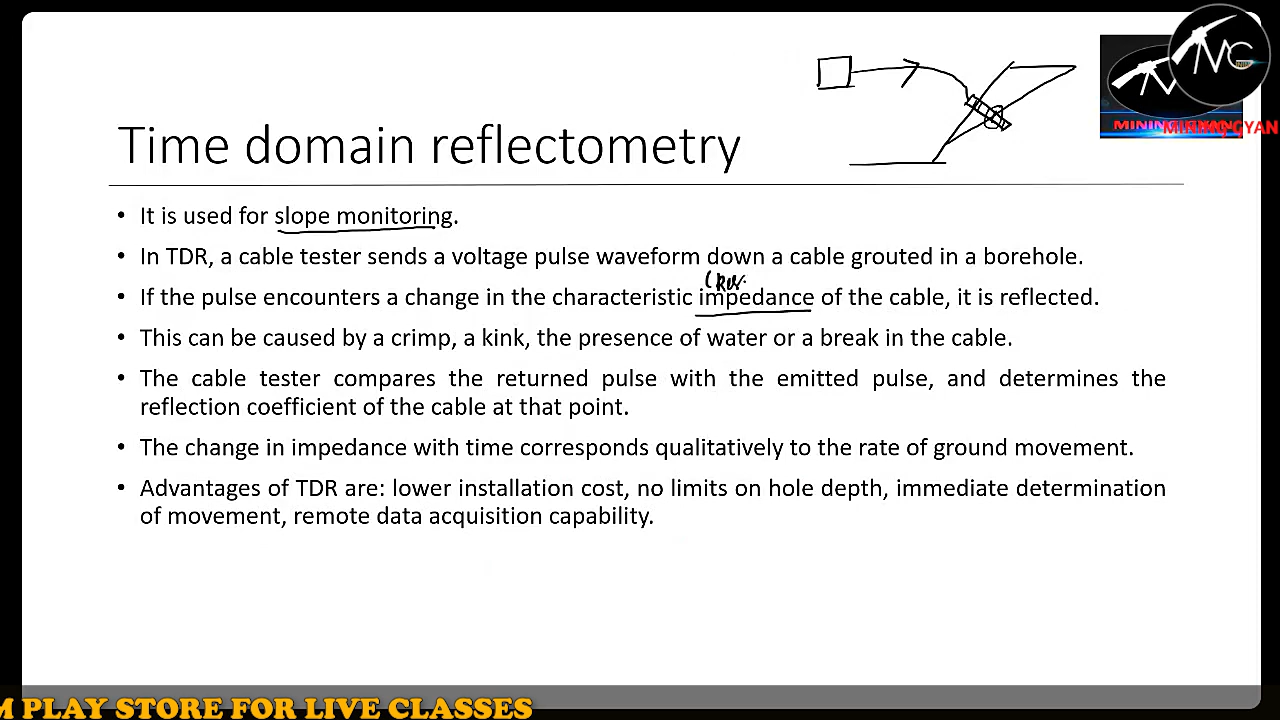 MG
MINING GYAN
Time domain reflectometry
• It is used for slope monitoring.
• In TDR, a cable tester sends a voltage pulse waveform down a cable grouted in a borehole.
• If the pulse encounters a change in the characteristic impedance of the cable, it is reflected.
• This can be caused by a crimp, a kink, the presence of water or a break in the cable.
• The cable tester compares the returned pulse with the emitted pulse, and determines the
reflection coefficient of the cable at that point.
• The change in impedance with time corresponds qualitatively to the rate of ground movement.
• Advantages of TDR are: lower installation cost, no limits on hole depth, immediate determination
of movement, remote data acquisition capability.
M PLAY STORE FOR LIVE CLASSES